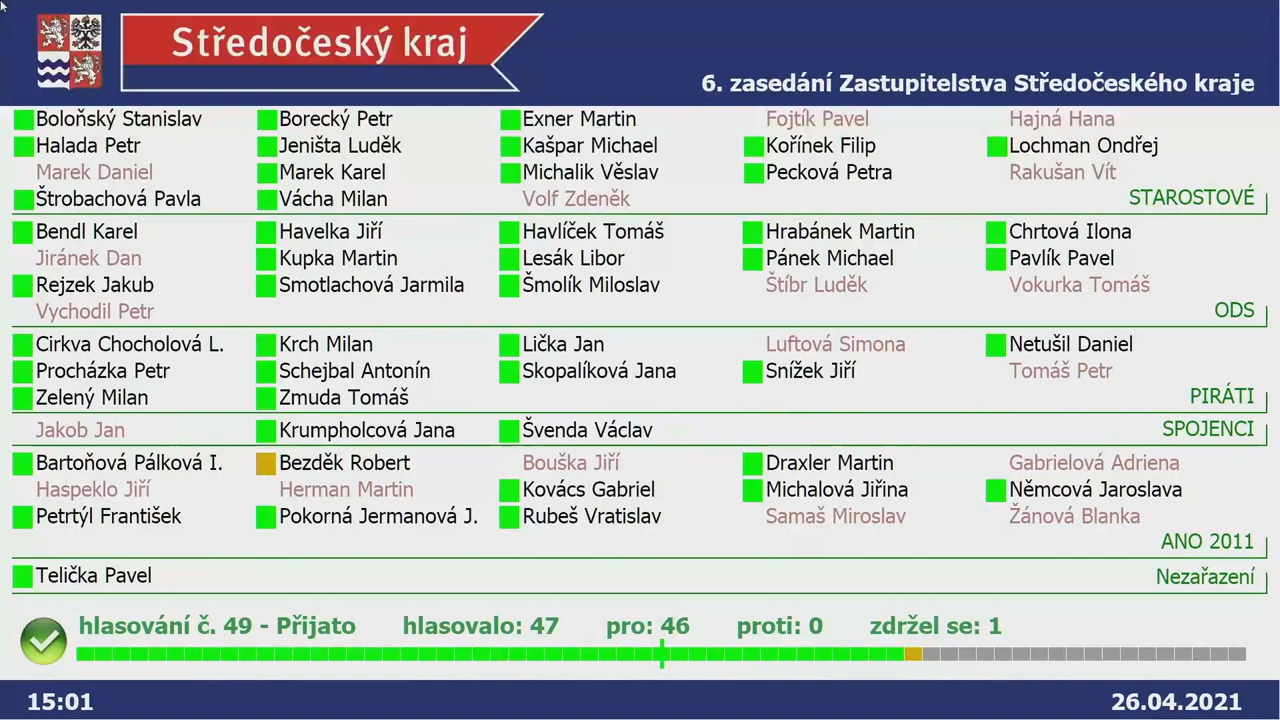 Středočeský kraj
6. zasedání Zastupitelstva Středočeského kraje
Boloňský Stanislav Borecký Petr Exner Martin Fojtík Pavel Hajná Hana
Halada Petr Jeništa Luděk Kašpar Michael Kořínek Filip Lochman Ondřej
Marek Daniel Marek Karel Michalik Věslav Pecková Petra Rakušan Vít
Štrobachová Pavla Vácha Milan Volf Zdeněk STAROSTOVÉ
Bendl Karel Havelka Jiří Havlíček Tomáš Hrabánek Martin Chrtová Ilona
Jiránek Dan Kupka Martin Lesák Libor Pánek Michael Pavlík Pavel
Rejzek Jakub Smotlachová Jarmila Šmolík Miloslav Štíbr Luděk Vokurka Tomáš
Vychodil Petr ODS
Cirkva Chocholová L. Krch Milan Lička Jan Luftová Simona Netušil Daniel
Procházka Petr Schejbal Antonín Skopalíková Jana Snížek Jiří Tomáš Petr
Zelený Milan Zmuda Tomáš PIRÁTI
Jakob Jan Krumpholcová Jana Švenda Václav SPOJENCI
Bartoňová Pálková I. Bezděk Robert Bouška Jiří Draxler Martin Gabrielová Adriena
Haspeklo Jiří Herman Martin Kovács Gabriel Michalová Jiřina Němcová Jaroslava
Petrtýl František Pokorná Jermanová J. Rubeš Vratislav Samaš Miroslav Žánová Blanka
ANO 2011
Telička Pavel Nezařazení
hlasování č. 49 - Přijato hlasovalo: 47 pro: 46 proti: 0 zdržel se: 1
15:01 26.04.2021